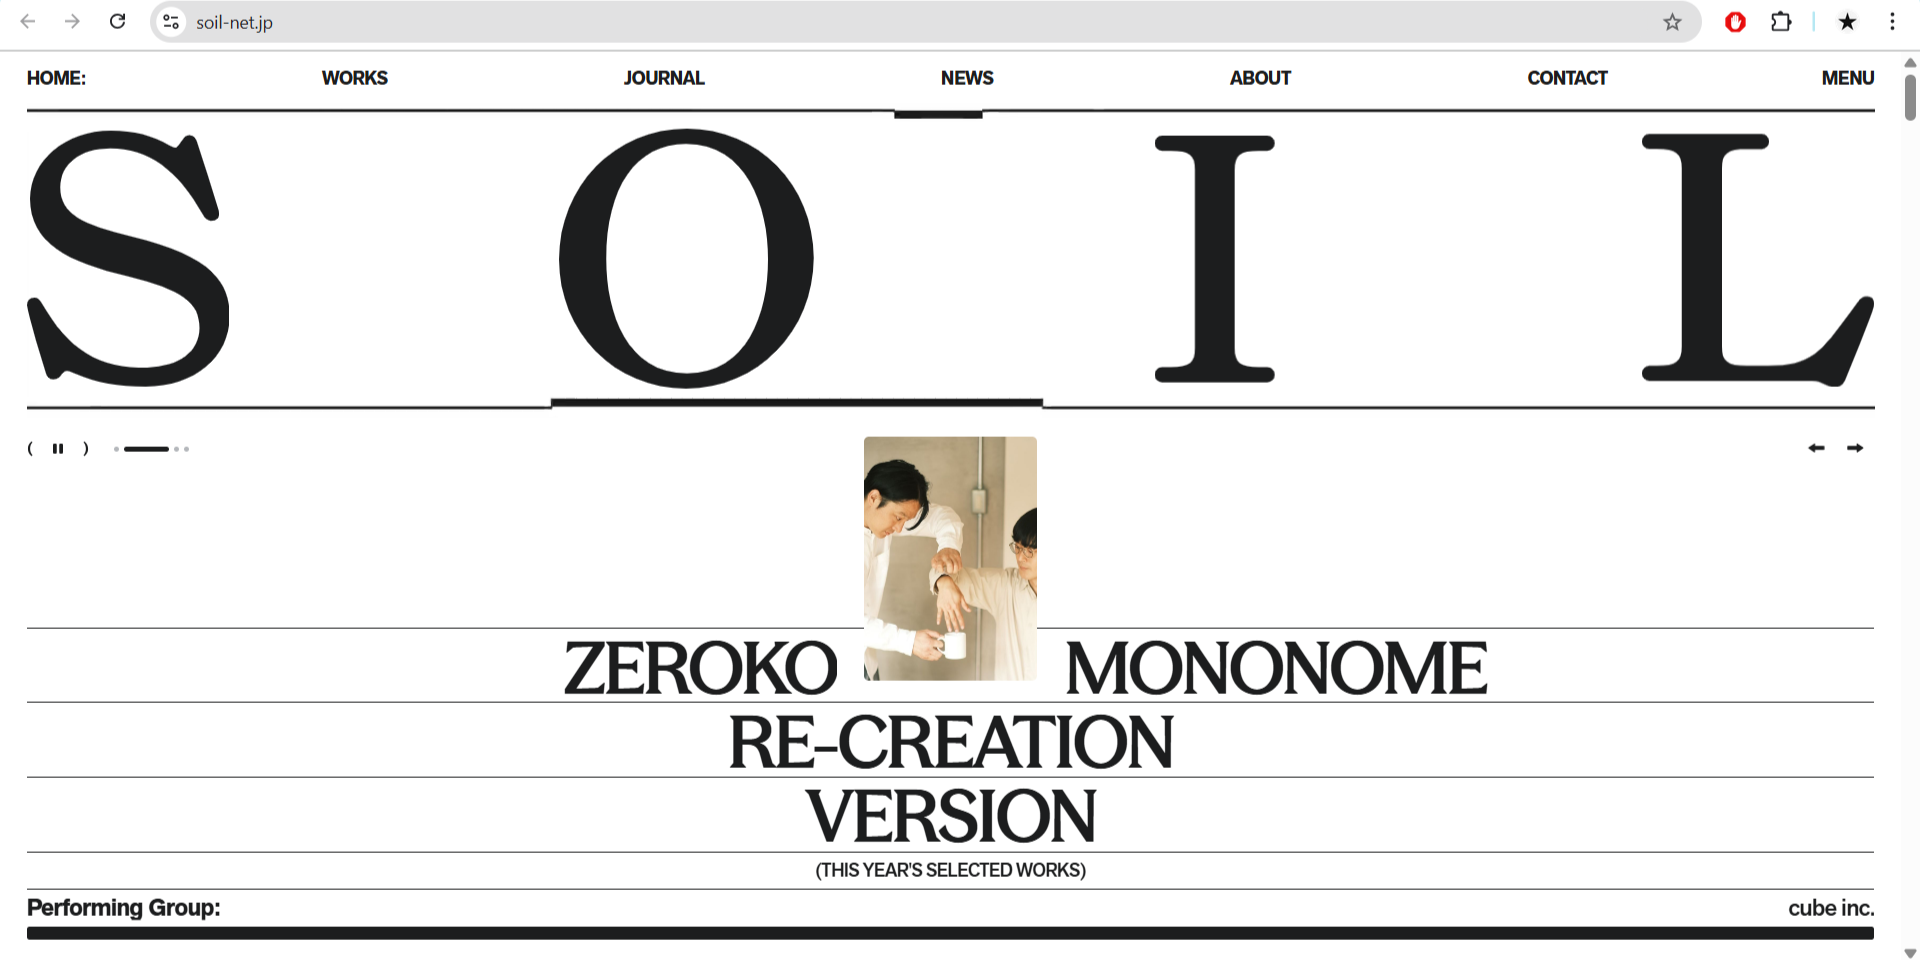 soil-net.jp
HOME: WORKS JOURNAL NEWS ABOUT CONTACT MENU
S O I L
( )
ZEROKO MONONOME
RE-CREATION
VERSION
(THIS YEAR'S SELECTED WORKS)
Performing Group: cube inc.